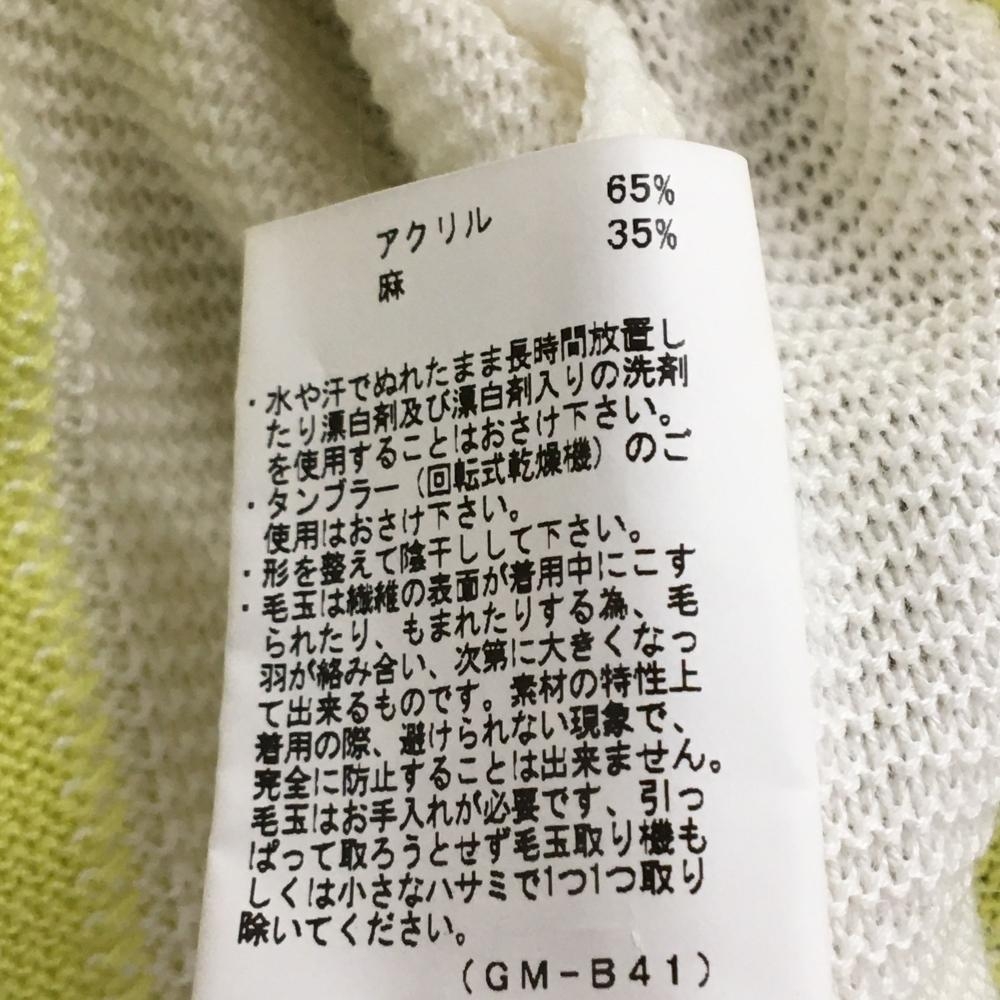 アクリル 65%
麻 35%
・水や汗でぬれたまま長時間放置し
たり漂白剤及び漂白剤入りの洗剤
を使用することはおさけ下さい。
・タンブラー（回転式乾燥機）のご
使用はおさけ下さい。
・形を整えて陰干しして下さい。
・毛玉は繊維の表面が着用中にこす
られたり、もまれたりする為、毛
羽が絡み合い、次第に大きくなっ
て出来るものです。素材の特性上
着用の際、避けられない現象で、
完全に防止することは出来ません。
毛玉はお手入れが必要です、引っ
ぱって取ろうとせず毛玉取り機も
しくは小さなハサミで1つ1つ取り
除いてください。
(GM-B41)